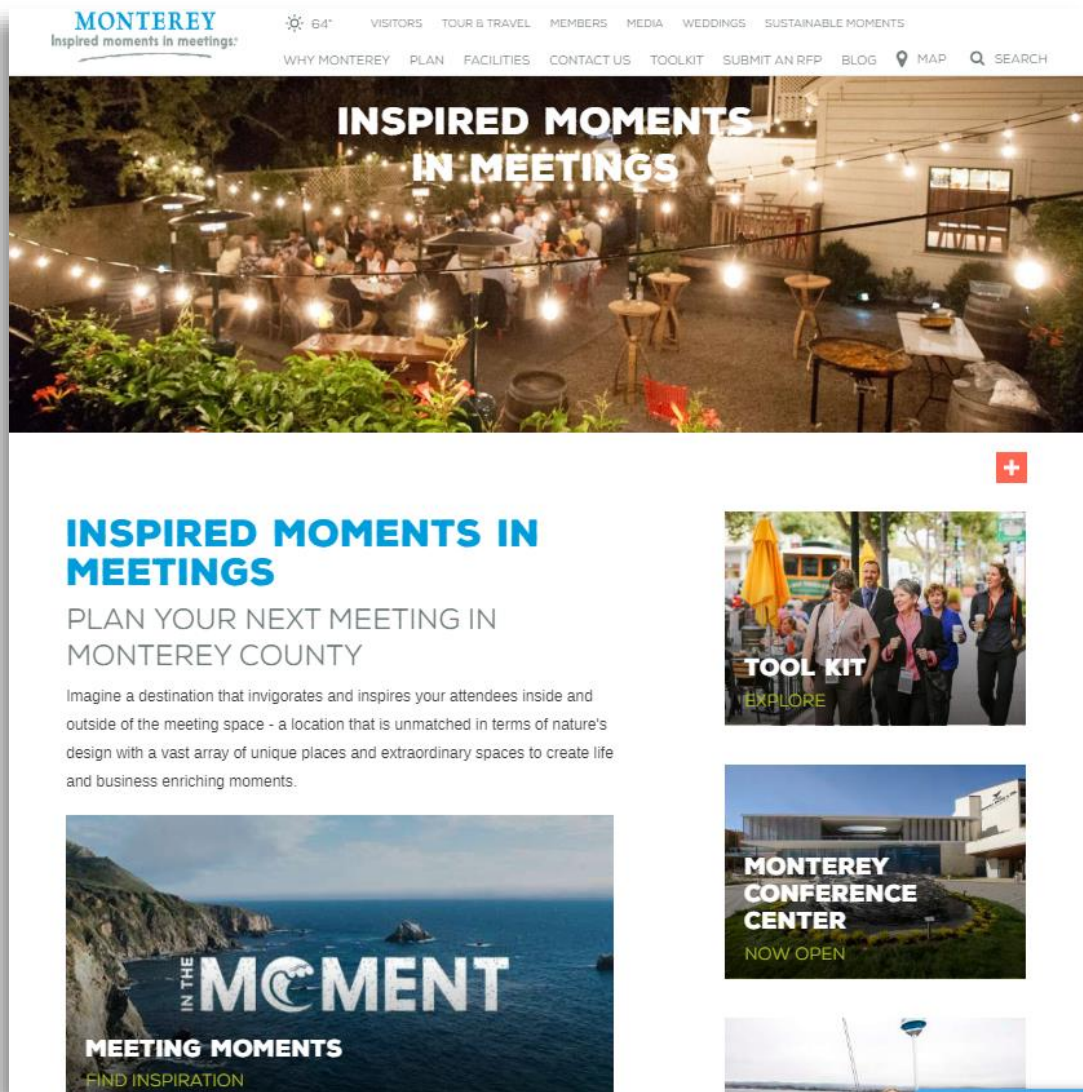 MONTEREY
Inspired moments in meetings.
64°
VISITORS TOUR & TRAVEL MEMBERS MEDIA WEDDINGS SUSTAINABLE MOMENTS
WHY MONTEREY PLAN FACILITIES CONTACT US TOOLKIT SUBMIT AN RFP BLOG MAP SEARCH
INSPIRED MOMENTS
IN MEETINGS
INSPIRED MOMENTS IN
MEETINGS
PLAN YOUR NEXT MEETING IN
MONTEREY COUNTY
Imagine a destination that invigorates and inspires your attendees inside and
outside of the meeting space - a location that is unmatched in terms of nature's
design with a vast array of unique places and extraordinary spaces to create life
and business enriching moments.
IN THE
MOMENT
MEETING MOMENTS
FIND INSPIRATION
TOOL KIT
EXPLORE
MONTEREY
CONFERENCE
CENTER
NOW OPEN